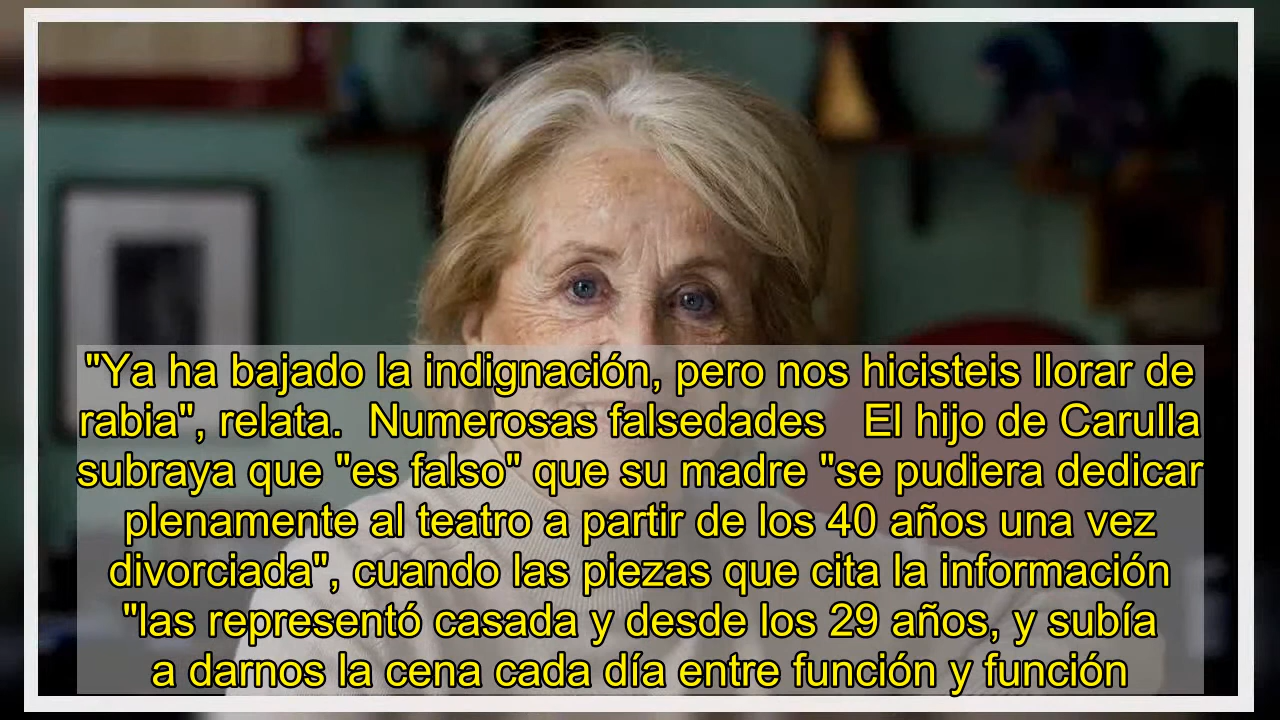 "Ya ha bajado la indignación, pero nos hicisteis llorar de
rabia", relata.  Numerosas falsedades   El hijo de Carulla
subraya que "es falso" que su madre "se pudiera dedicar
plenamente al teatro a partir de los 40 años una vez
divorciada", cuando las piezas que cita la información
"las representó casada y desde los 29 años, y subía
a darnos la cena cada día entre función y función